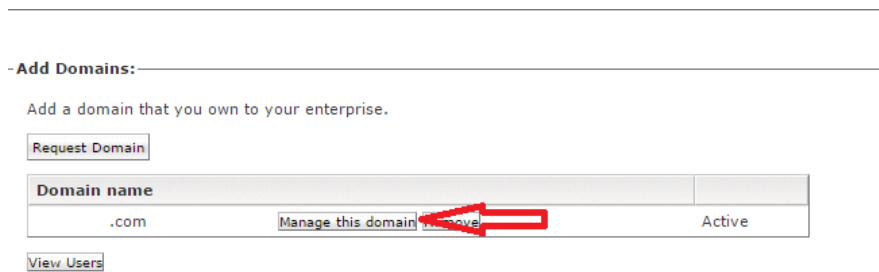 Add Domains:
Add a domain that you own to your enterprise.
Request Domain
Domain name
.com Manage this domain Remove Active
View Users